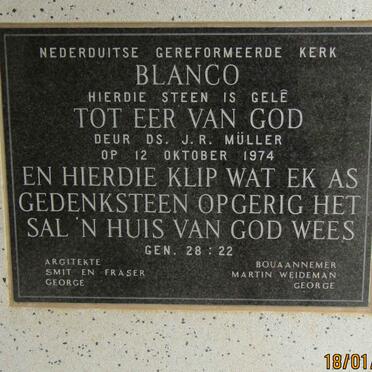 NEDERDUITSE GEREFORMEERDE KERK
BLANCO
HIERDIE STEEN IS GELÊ
TOT EER VAN GOD
DEUR DS. J.R. MÜLLER
OP 12 OKTOBER 1974
EN HIERDIE KLIP WAT EK AS
GEDENKSTEEN OPGERIG HET
SAL 'N HUIS VAN GOD WEES
GEN. 28 : 22
ARGITEKTE
SMIT EN FRASER
GEORGE
BOUAANNEMER
MARTIN WEIDEMAN
GEORGE
18/01/